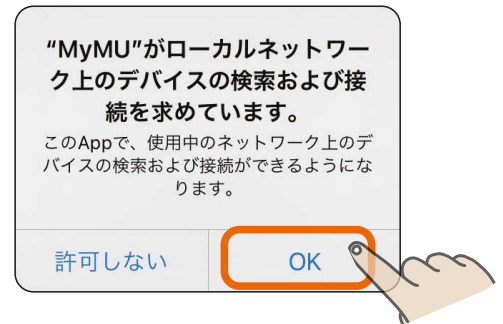 “MyMU”がローカルネットワー
ク上のデバイスの検索および接
続を求めています。
このAppで、使用中のネットワーク上のデ
バイスの検索および接続ができるようにな
ります。
許可しない OK